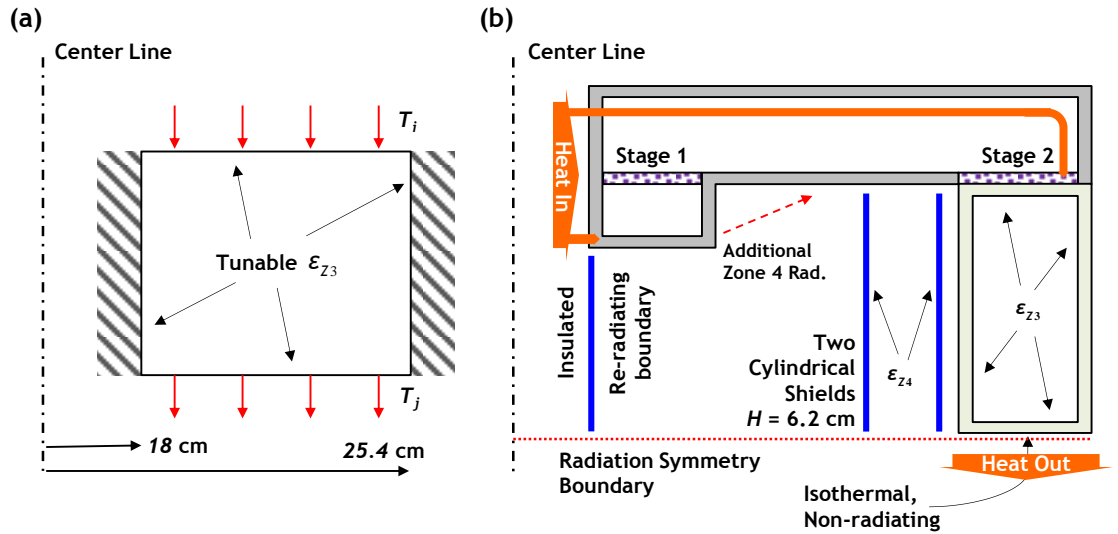 (a)
Center Line
T_i
Tunable ε_Z3
T_j
18 cm
25.4 cm
(b)
Center Line
Heat In
Stage 1
Stage 2
Additional
Zone 4 Rad.
Insulated
Re-radiating
boundary
Two
Cylindrical
Shields
H = 6.2 cm
ε_Z4
ε_Z3
Radiation Symmetry
Boundary
Heat Out
Isothermal,
Non-radiating